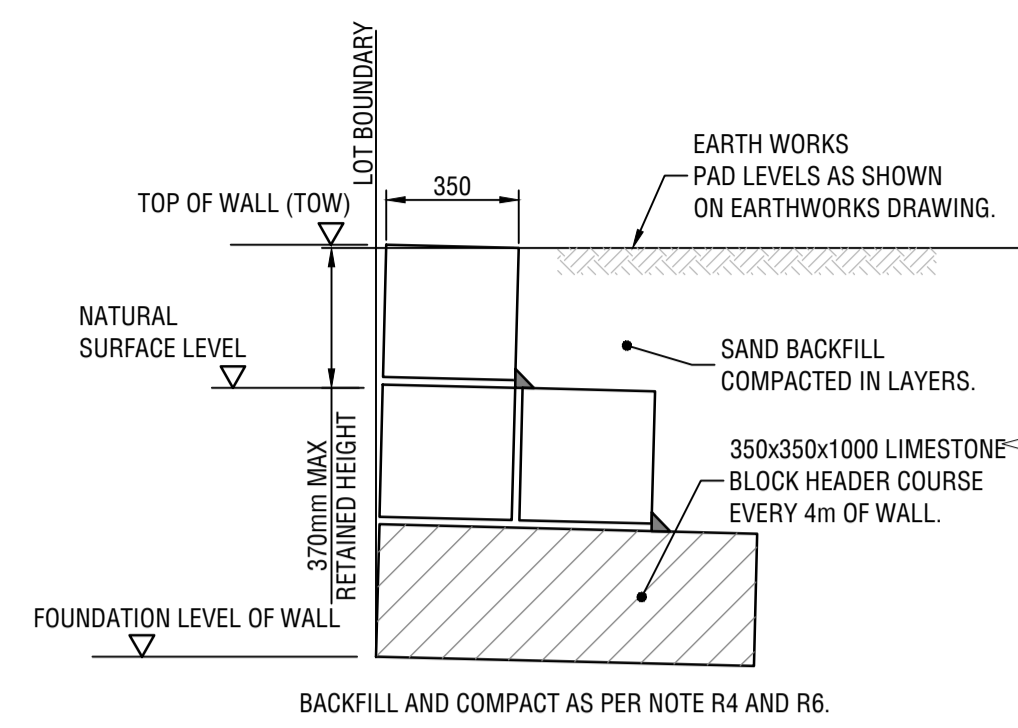 LOT BOUNDARY
EARTH WORKS
PAD LEVELS AS SHOWN
ON EARTHWORKS DRAWING.
350
TOP OF WALL (TOW)
NATURAL
SURFACE LEVEL
SAND BACKFILL
COMPACTED IN LAYERS.
370mm MAX
RETAINED HEIGHT
350x350x1000 LIMESTONE
BLOCK HEADER COURSE
EVERY 4m OF WALL.
FOUNDATION LEVEL OF WALL
BACKFILL AND COMPACT AS PER NOTE R4 AND R6.